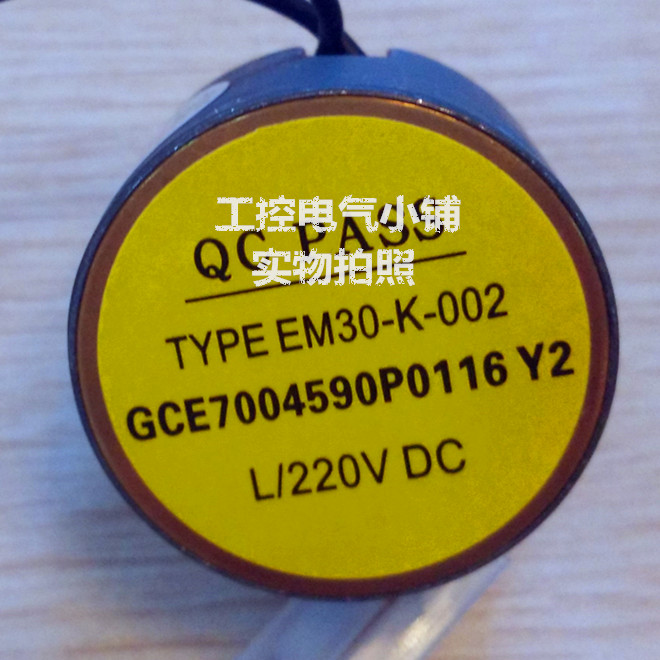 工控电气小铺
QC PASS
实物拍照
TYPE EM30-K-002
GCE7004590P0116 Y2
L/220V DC